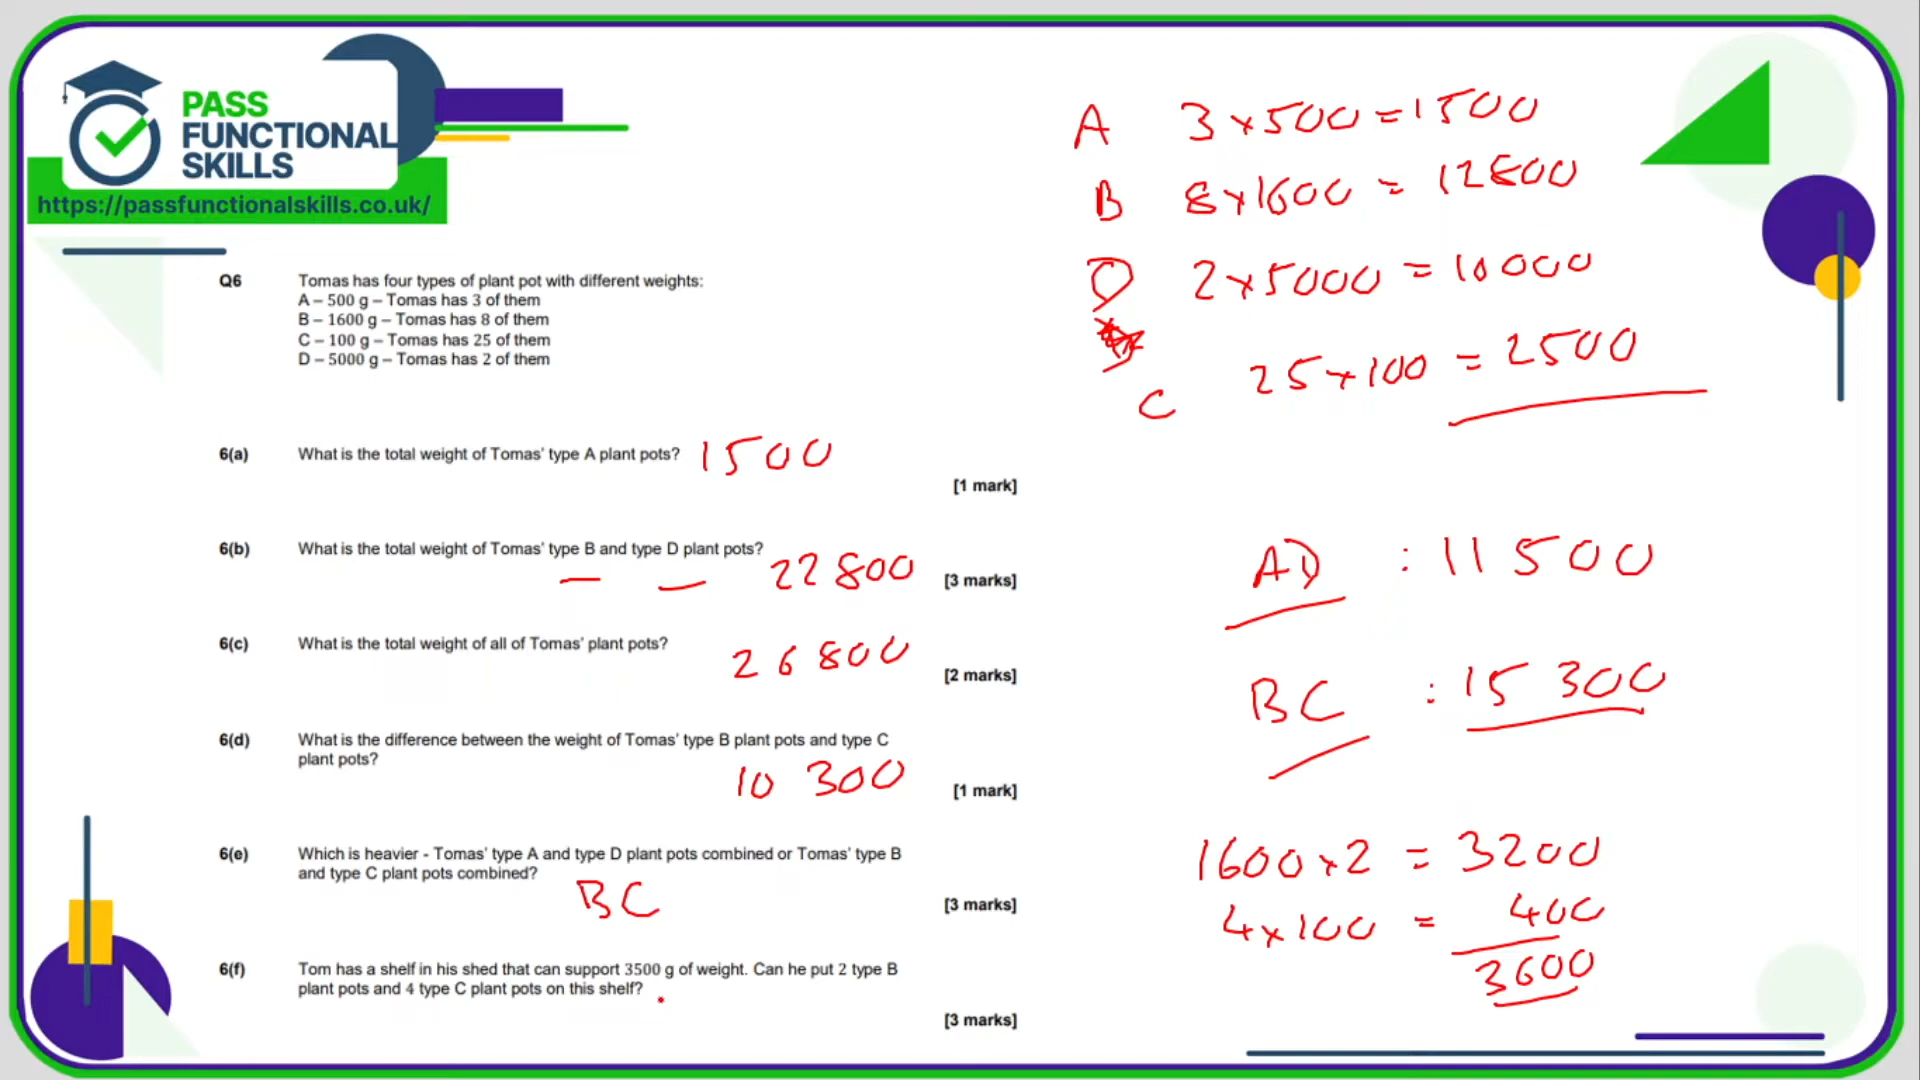 PASS
FUNCTIONAL
SKILLS
https://passfunctionalskills.co.uk/
Q6 Tomas has four types of plant pot with different weights:
A – 500 g – Tomas has 3 of them
B – 1600 g – Tomas has 8 of them
C – 100 g – Tomas has 25 of them
D – 5000 g – Tomas has 2 of them
6(a) What is the total weight of Tomas' type A plant pots? 1500
[1 mark]
6(b) What is the total weight of Tomas' type B and type D plant pots? 22800
[3 marks]
6(c) What is the total weight of all of Tomas' plant pots? 26800
[2 marks]
6(d) What is the difference between the weight of Tomas' type B plant pots and type C
plant pots? 10 300
[1 mark]
6(e) Which is heavier - Tomas' type A and type D plant pots combined or Tomas' type B
and type C plant pots combined? BC
[3 marks]
6(f) Tom has a shelf in his shed that can support 3500 g of weight. Can he put 2 type B
plant pots and 4 type C plant pots on this shelf?
[3 marks]
A 3 x 500 = 1500
B 8 x 1600 = 12800
D 2 x 5000 = 10000
C 25 x 100 = 2500
AD : 11 500
BC : 15 300
1600 x 2 = 3200
4 x 100 = 400
3600